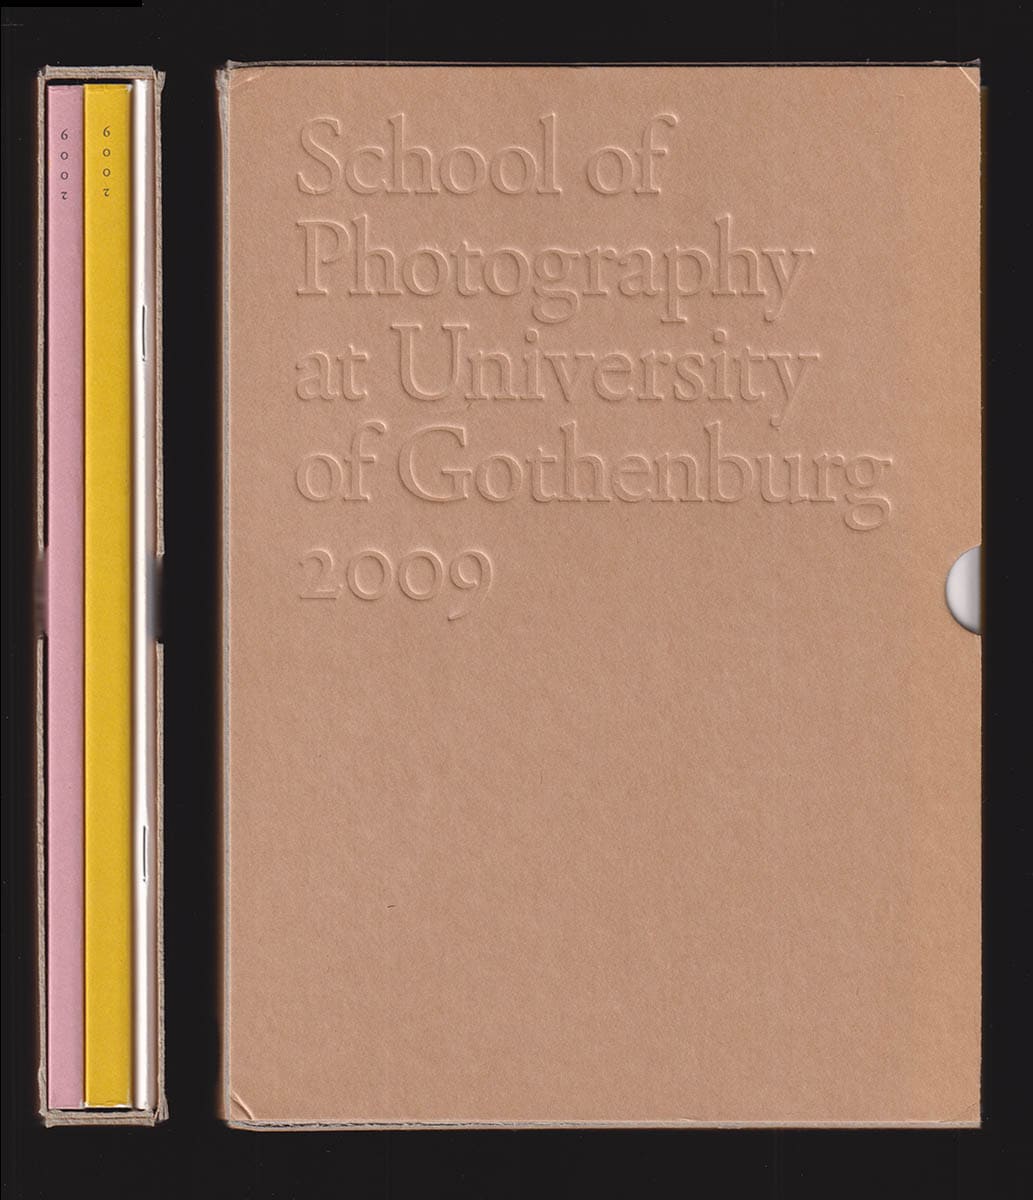 2009
2009
School of
Photography
at University
of Gothenburg
2009